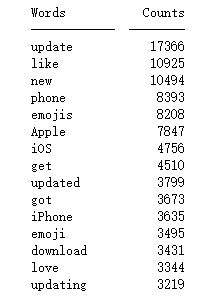 Words Counts
update 17366
like 10925
new 10494
phone 8393
emojis 8208
Apple 7847
iOS 4756
get 4510
updated 3799
got 3673
iPhone 3635
emoji 3495
download 3431
love 3344
updating 3219